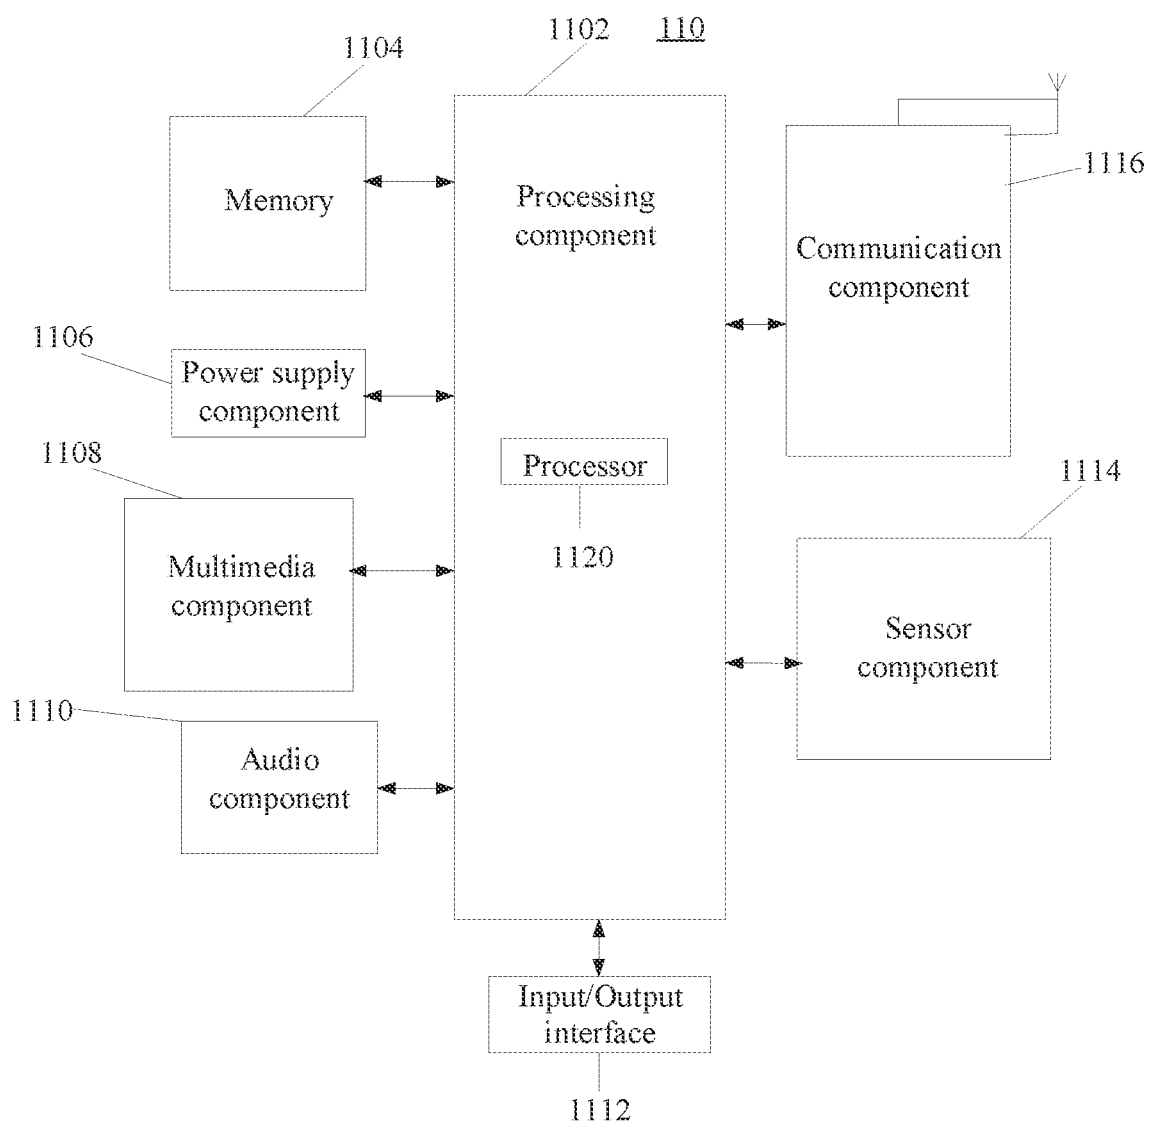 1102
110
1104
1116
Memory
Processing
component
Communication
component
1106
Power supply
component
1108
Processor
1114
1120
Multimedia
component
Sensor
component
1110
Audio
component
Input/Output
interface
1112